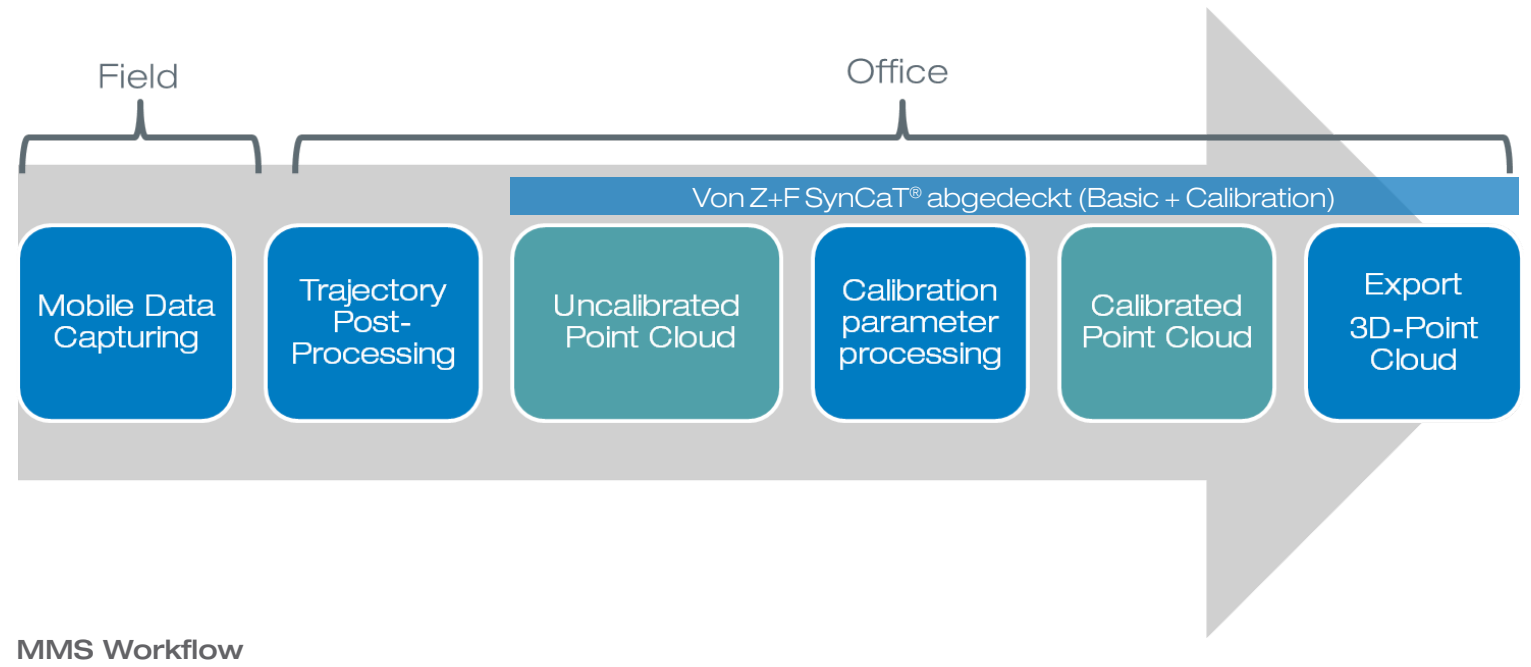 Field
Office
Von Z+F SynCaT® abgedeckt (Basic + Calibration)
Mobile Data
Capturing
Trajectory
Post-
Processing
Uncalibrated
Point Cloud
Calibration
parameter
processing
Calibrated
Point Cloud
Export
3D-Point
Cloud
MMS Workflow